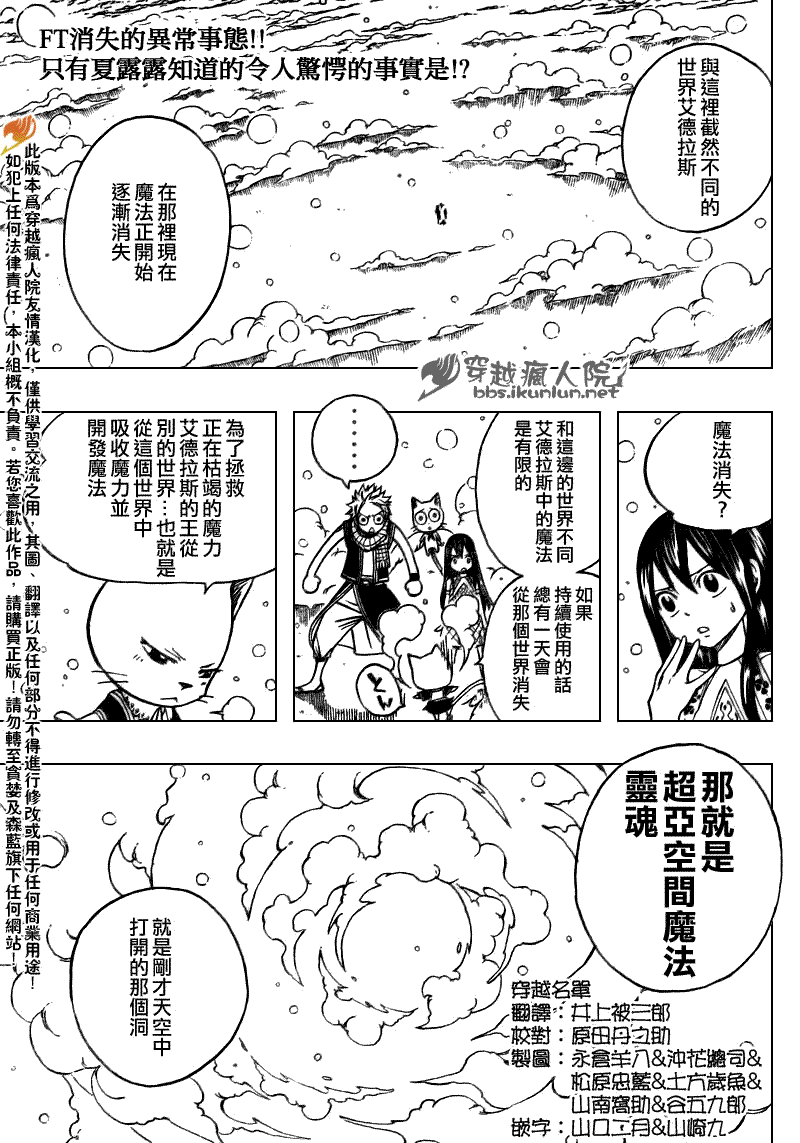 FT消失的異常事態!!
只有夏露露知道的令人驚愕的事實是!?
與這裡截然不同的
世界艾德拉斯
在那裡現在
魔法正開始
逐漸消失
穿越瘋人院
bbs.ikunlun.net
魔法消失？
和這邊的世界不同
艾德拉斯中的魔法
是有限的
如果
持續使用的話
總有一天會
從那個世界消失
………
為了拯救
正在枯竭的魔力
艾德拉斯的王從
別的世界…也就是
從這個世界中
吸收魔力並
開發魔法
那就是
超亞空間魔法
靈魂
就是剛才天空中
打開的那個洞
此版本爲穿越瘋人院友情漢化，僅供學習交流之用，其圖、翻譯以及任何部分不得進行修改或用于任何商業用途！
如犯上任何法律責任，本小組概不負責。若您喜歡此作品，請購買正版！請勿轉至貪婪及森藍旗下任何網站！
穿越名單
翻譯：井上被三郎
校對：原田丹之助
製圖：永倉羊八&沖花總司&
松原忠藍&土方歲魚&
山南窩助&谷五九郎
嵌字：山口二月&山崎九